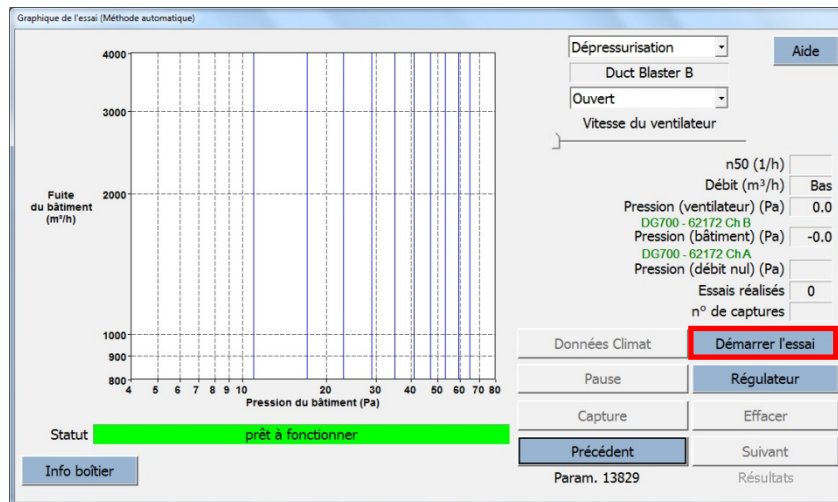 Graphique de l'essai (Méthode automatique)
4000
3000
2000
1000
900
800
Fuite
du bâtiment
(m³/h)
4 5 6 7 8 9 10 20 30 40 50 60 70 80
Pression du bâtiment (Pa)
Statut prêt à fonctionner
Info boîtier
Dépressurisation
Aide
Duct Blaster B
Ouvert
Vitesse du ventilateur
n50 (1/h)
Débit (m³/h) Bas
Pression (ventilateur) (Pa) 0.0
DG700 - 62172 Ch B
Pression (bâtiment) (Pa) -0.0
DG700 - 62172 Ch A
Pression (débit nul) (Pa)
Essais réalisés 0
n° de captures
Données Climat Démarrer l'essai
Pause Régulateur
Capture Effacer
Précédent Suivant
Param. 13829 Résultats